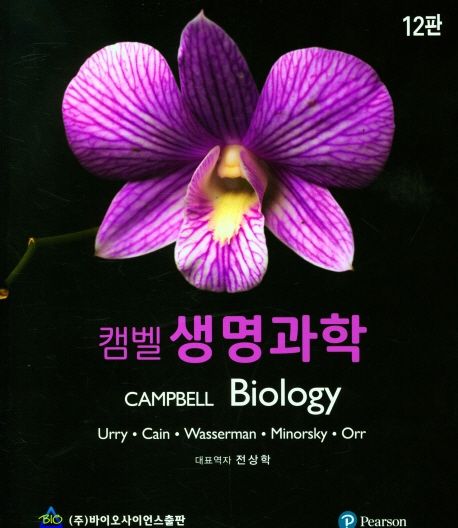 12판
캠벨 생명과학
CAMPBELL Biology
Urry • Cain • Wasserman • Minorsky • Orr
대표역자 전상학
BIO (주)바이오사이언스출판
Pearson